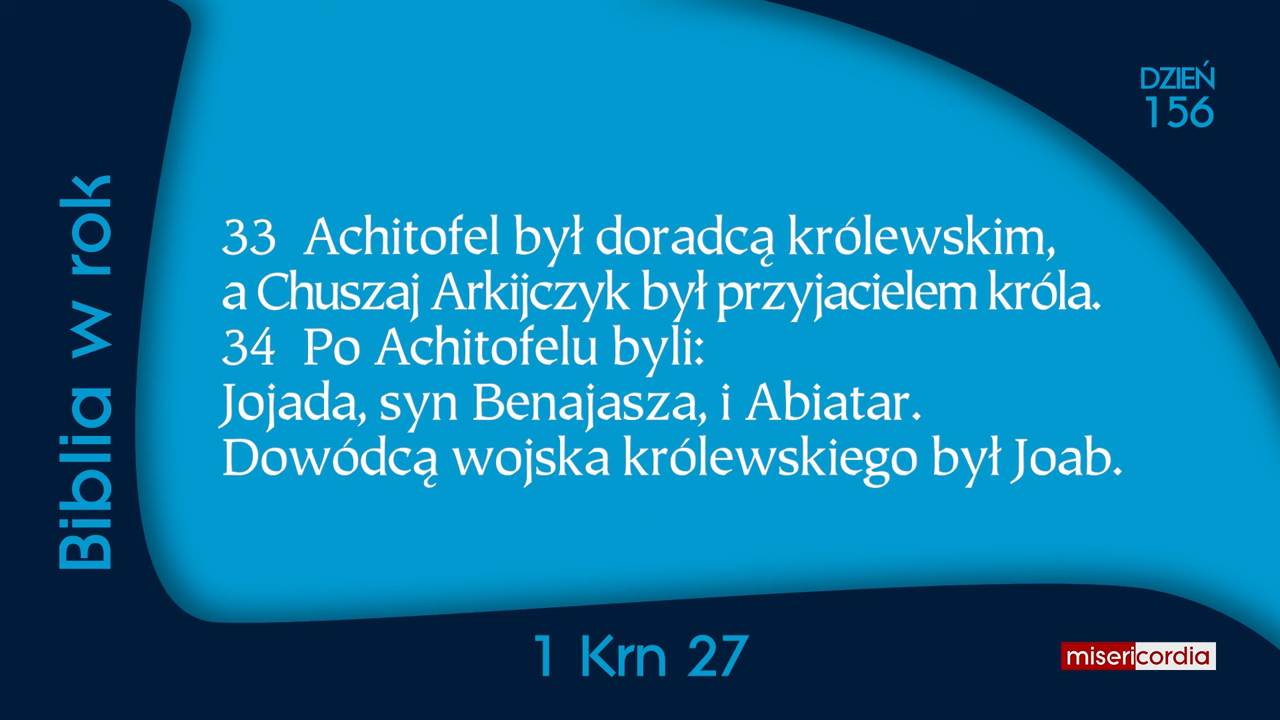 DZIEŃ
156
Biblia w rok
33 Achitofel był doradcą królewskim,
a Chuszaj Arkijczyk był przyjacielem króla.
34 Po Achitofelu byli:
Jojada, syn Benajasza, i Abiatar.
Dowódcą wojska królewskiego był Joab.
1 Krn 27
misericordia